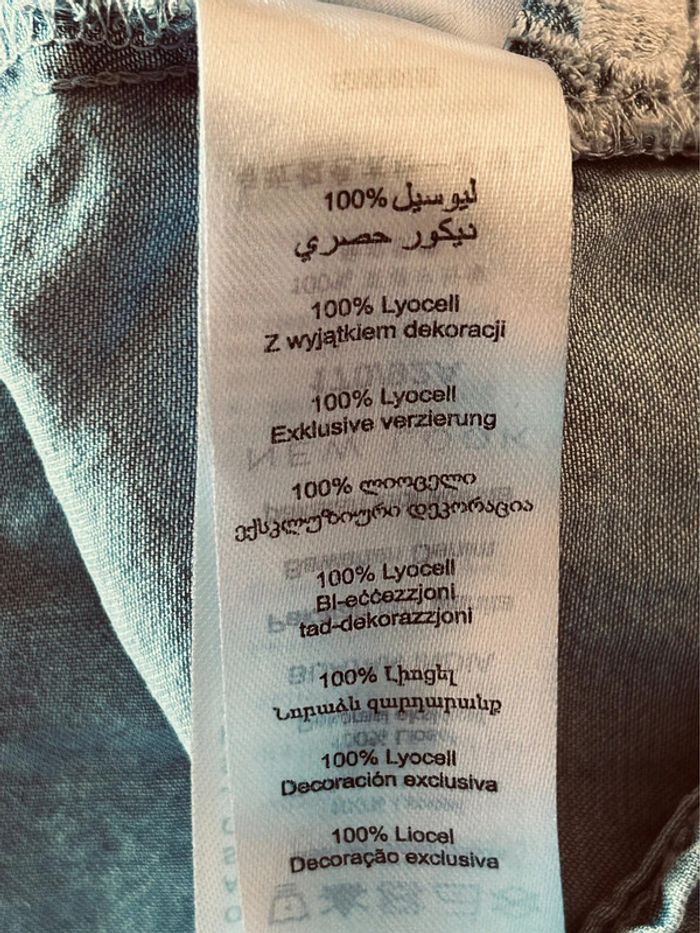 100% ليوسيل
ديكور حصري
100% Lyocell
Z wyjątkiem dekoracji
100% Lyocell
Exklusive verzierung
100% ლიოცელი
ექსკლუზიური დეკორაცია
100% Lyocell
Bl-eċċezzjoni
tad-dekorazzjoni
100% Լիոցել
Նորաձև զարդարանք
100% Lyocell
Decoración exclusiva
100% Liocel
Decoração exclusiva